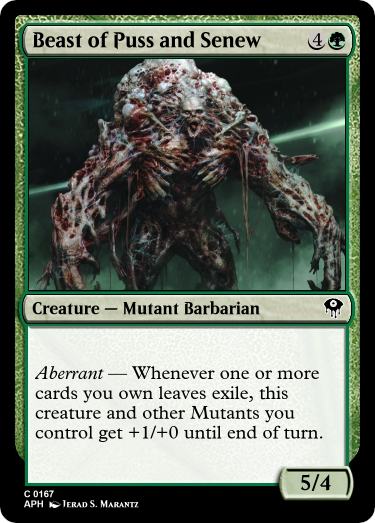 Beast of Puss and Senew 4
Creature — Mutant Barbarian
Aberrant — Whenever one or more
cards you own leaves exile, this
creature and other Mutants you
control get +1/+0 until end of turn.
5/4
C 0167
APH Jerad S. Marantz